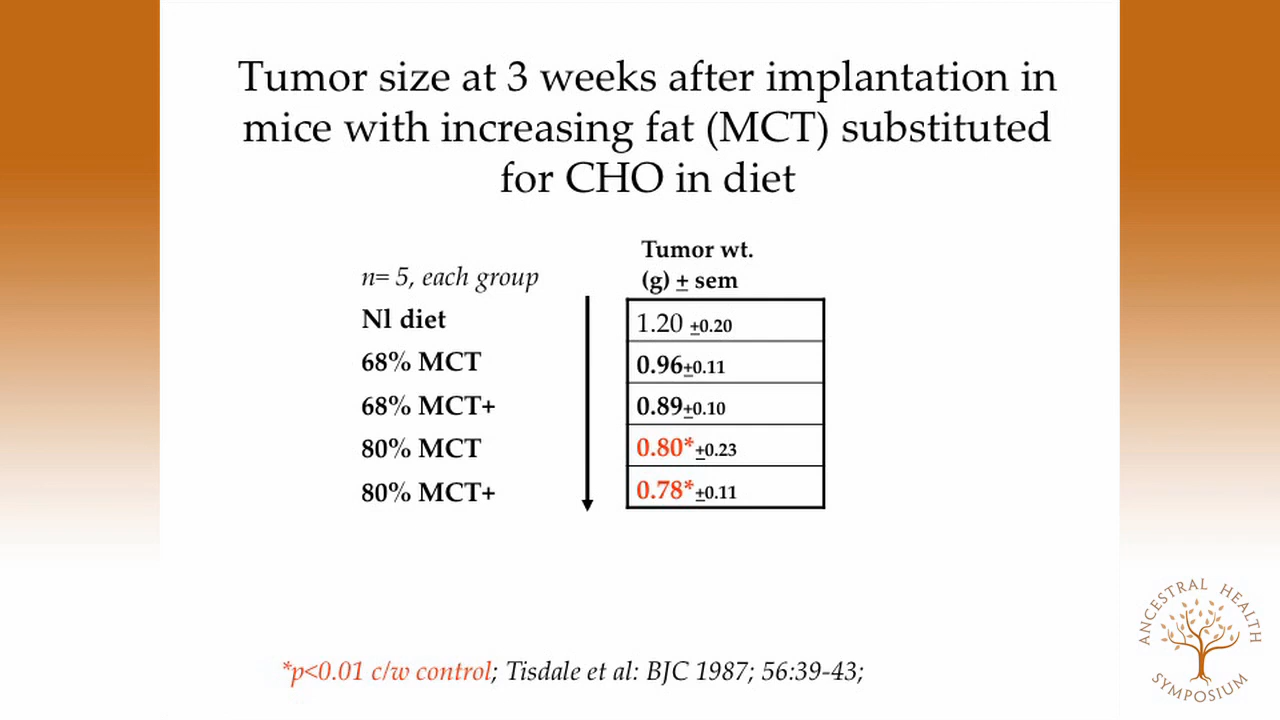 Tumor size at 3 weeks after implantation in
mice with increasing fat (MCT) substituted
for CHO in diet
Tumor wt.
n= 5, each group (g) ± sem
Nl diet 1.20 ±0.20
68% MCT 0.96±0.11
68% MCT+ 0.89±0.10
80% MCT 0.80*±0.23
80% MCT+ 0.78*±0.11
*p<0.01 c/w control; Tisdale et al: BJC 1987; 56:39-43;
ANCESTRAL HEALTH
SYMPOSIUM